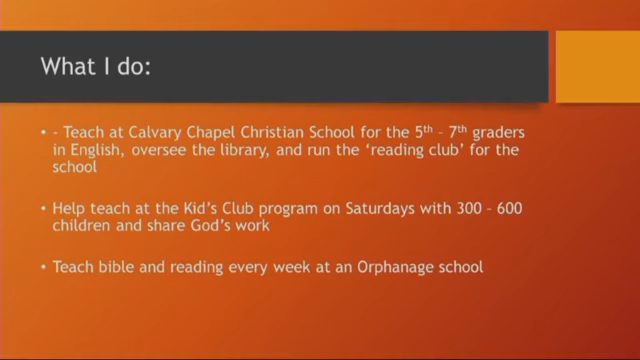 What I do:
• - Teach at Calvary Chapel Christian School for the 5th – 7th graders
in English, oversee the library, and run the ‘reading club’ for the
school
• Help teach at the Kid’s Club program on Saturdays with 300 – 600
children and share God’s work
• Teach bible and reading every week at an Orphanage school